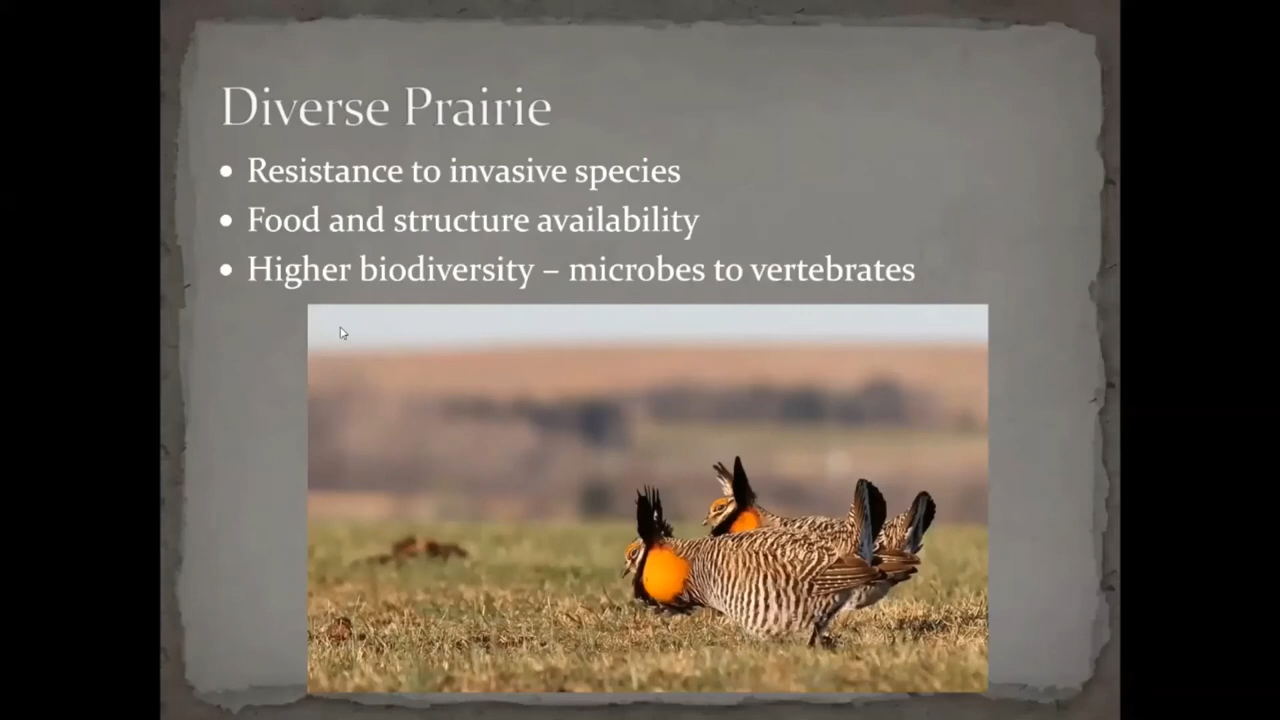 Diverse Prairie
• Resistance to invasive species
• Food and structure availability
• Higher biodiversity – microbes to vertebrates